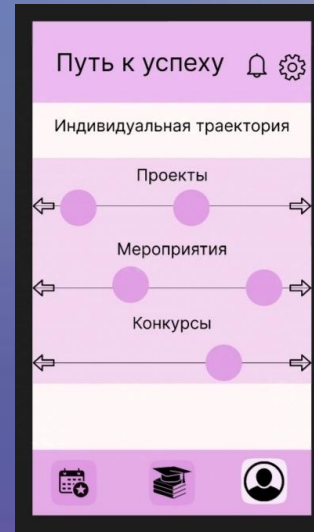 Путь к успеху
Индивидуальная траектория
Проекты
Мероприятия
Конкурсы